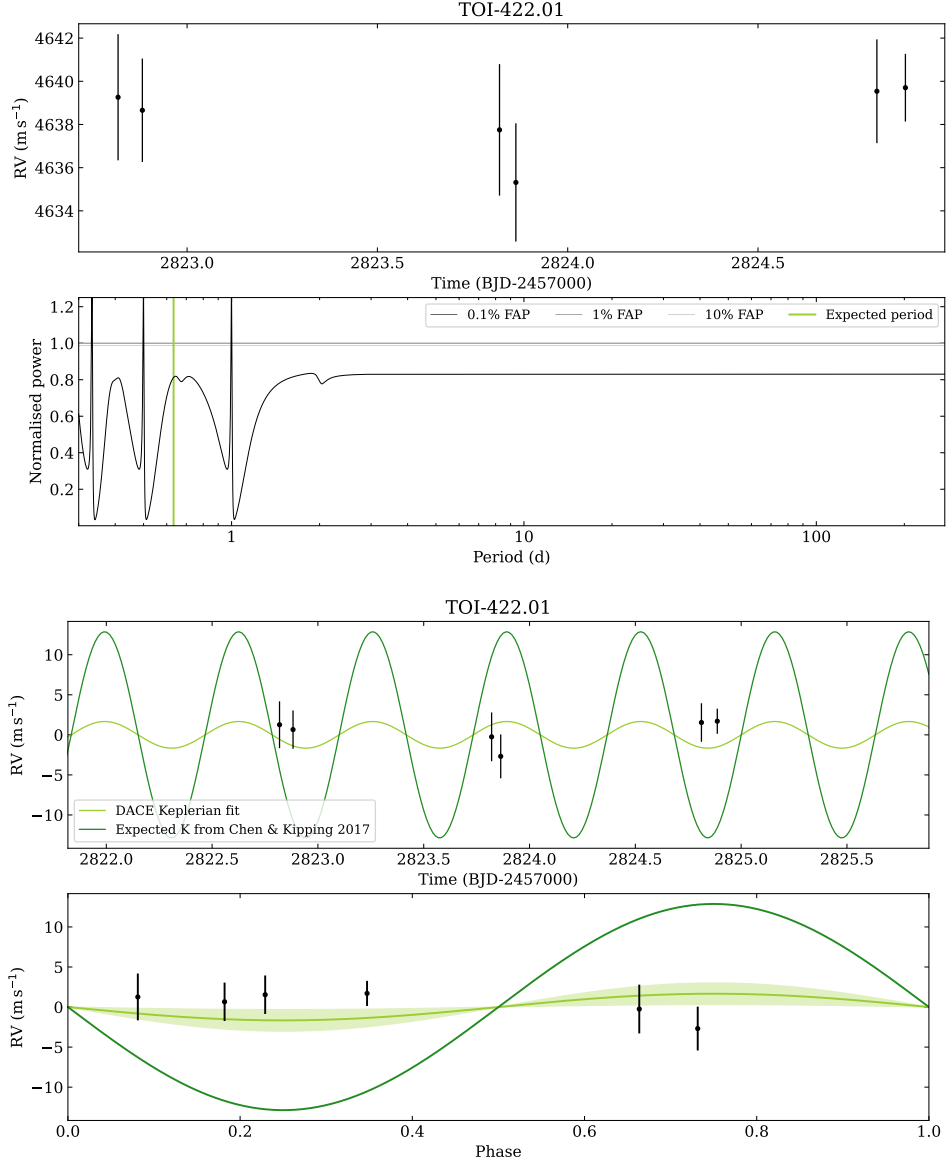 TOI-422.01
4642
4640
4638
4636
4634
RV (m s⁻¹)
2823.0 2823.5 2824.0 2824.5
Time (BJD-2457000)
1.2
1.0
0.8
0.6
0.4
0.2
Normalised power
0.1% FAP 1% FAP 10% FAP Expected period
1 10 100
Period (d)
TOI-422.01
10
5
0
−5
−10
RV (m s⁻¹)
DACE Keplerian fit
Expected K from Chen & Kipping 2017
2822.0 2822.5 2823.0 2823.5 2824.0 2824.5 2825.0 2825.5
Time (BJD-2457000)
10
5
0
−5
−10
RV (m s⁻¹)
0.0 0.2 0.4 0.6 0.8 1.0
Phase